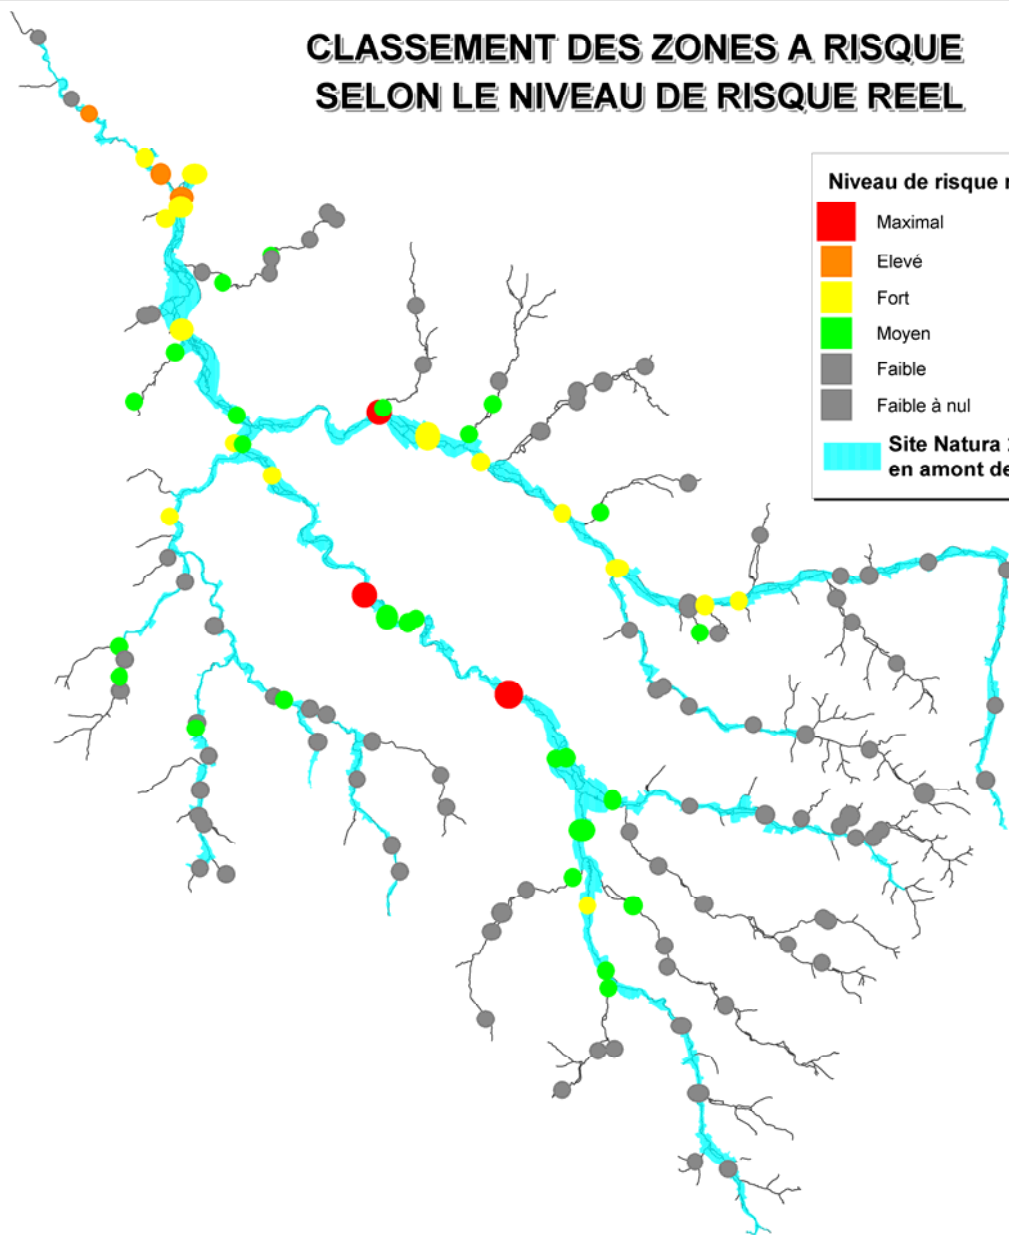 CLASSEMENT DES ZONES A RISQUE
SELON LE NIVEAU DE RISQUE REEL
Niveau de risque
Maximal
Elevé
Fort
Moyen
Faible
Faible à nul
Site Natura
en amont de